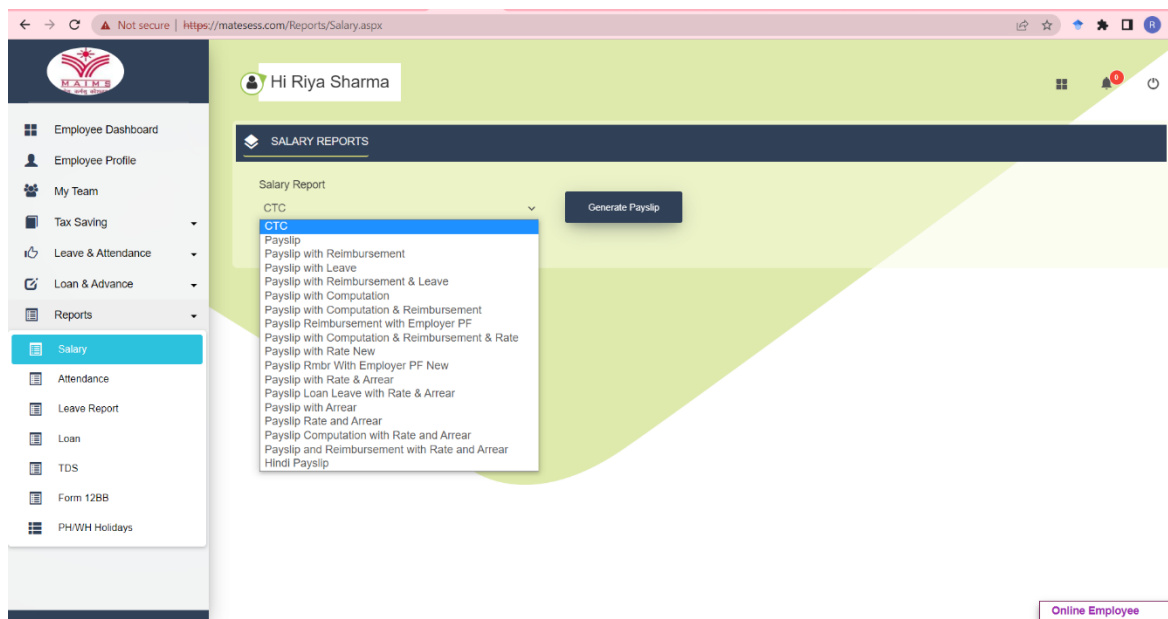 Not secure | https://matesess.com/Reports/Salary.aspx
R
MAIMS
Hi Riya Sharma
0
Employee Dashboard
Employee Profile
My Team
Tax Saving
Leave & Attendance
Loan & Advance
Reports
Salary
Attendance
Leave Report
Loan
TDS
Form 12BB
PH/WH Holidays
SALARY REPORTS
Salary Report
CTC
Generate Payslip
CTC
Payslip
Payslip with Reimbursement
Payslip with Leave
Payslip with Reimbursement & Leave
Payslip with Computation
Payslip with Computation & Reimbursement
Payslip Reimbursement with Employer PF
Payslip with Computation & Reimbursement & Rate
Payslip with Rate New
Payslip Rmbr With Employer PF New
Payslip with Rate & Arrear
Payslip Loan Leave with Rate & Arrear
Payslip with Arrear
Payslip Rate and Arrear
Payslip Computation with Rate and Arrear
Payslip and Reimbursement with Rate and Arrear
Hindi Payslip
Online Employee